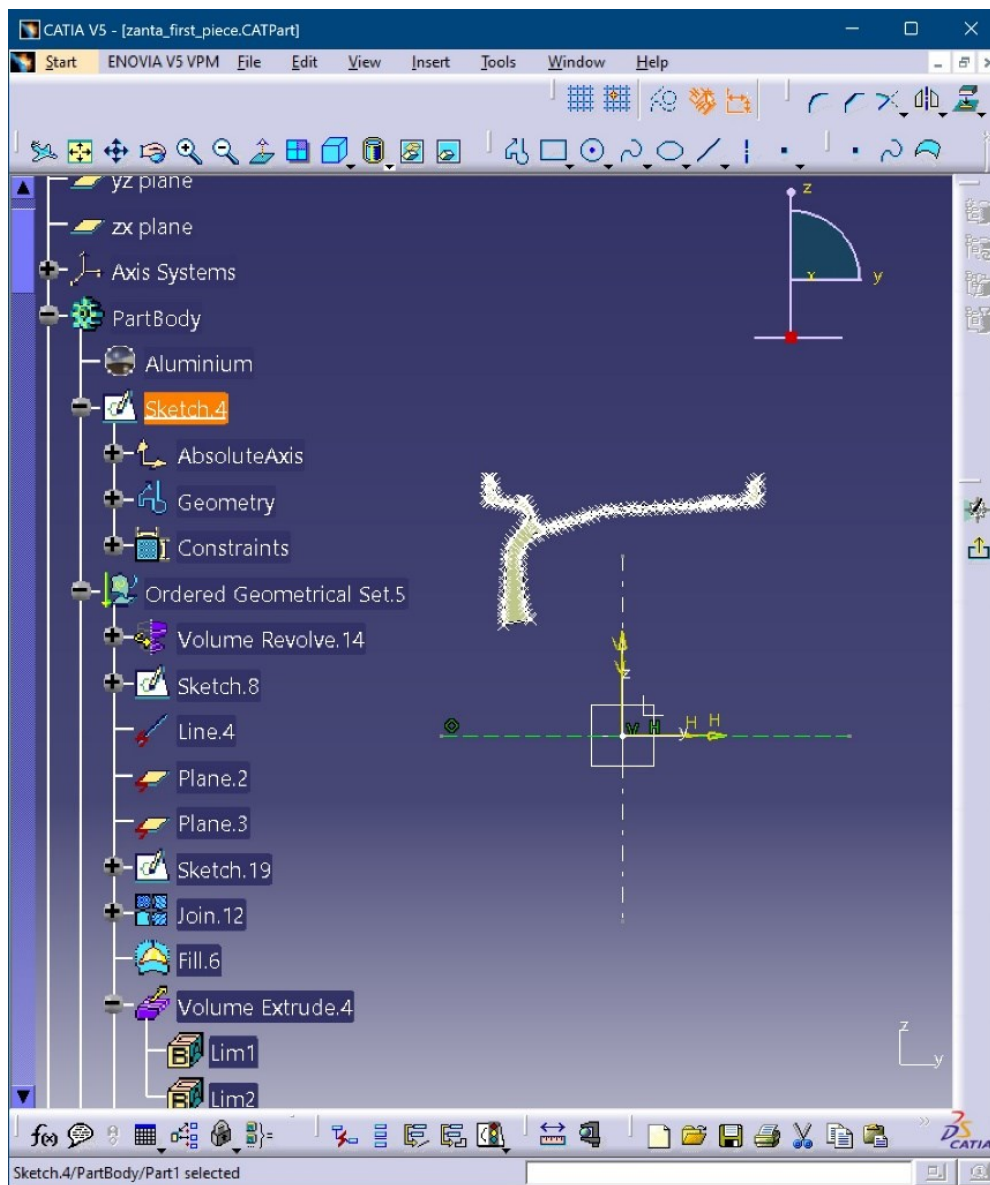 CATIA V5 - [zanta_first_piece.CATPart]
Start ENOVIA V5 VPM File Edit View Insert Tools Window Help
yz plane
zx plane
Axis Systems
PartBody
Aluminium
Sketch.4
AbsoluteAxis
Geometry
Constraints
Ordered Geometrical Set.5
Volume Revolve.14
Sketch.8
Line.4
Plane.2
Plane.3
Sketch.19
Join.12
Fill.6
Volume Extrude.4
Lim1
Lim2
z
x y
V
z
V H y H H
z
y
f(x)
CATIA
Sketch.4/PartBody/Part1 selected